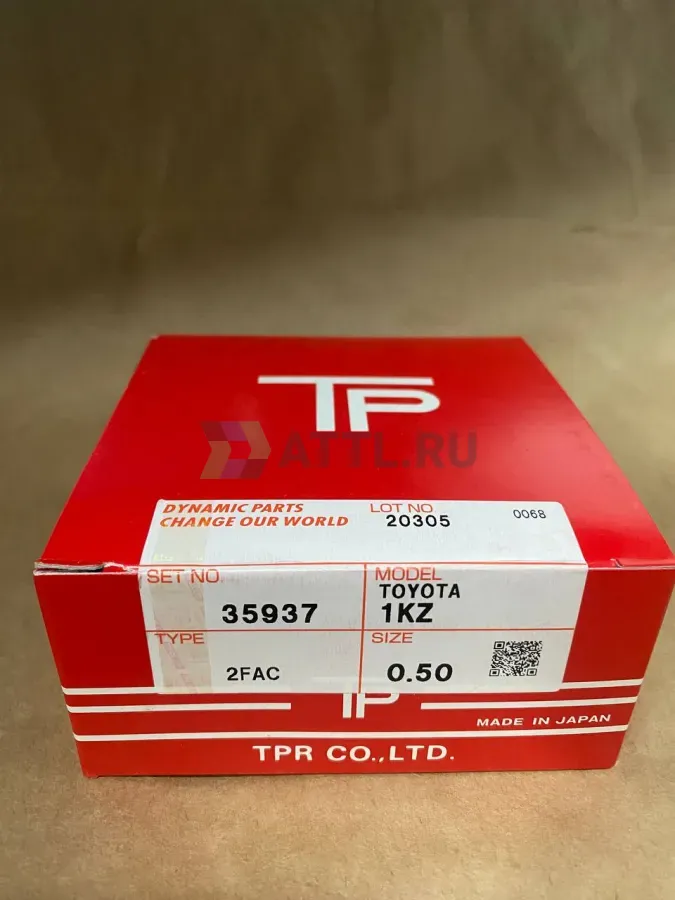 TP
ATTL.RU
DYNAMIC PARTS
CHANGE OUR WORLD
LOT NO.
20305
0068
SET NO.
35937
MODEL
TOYOTA
1KZ
TYPE
2FAC
SIZE
0.50
TP
MADE IN JAPAN
TPR CO.,LTD.